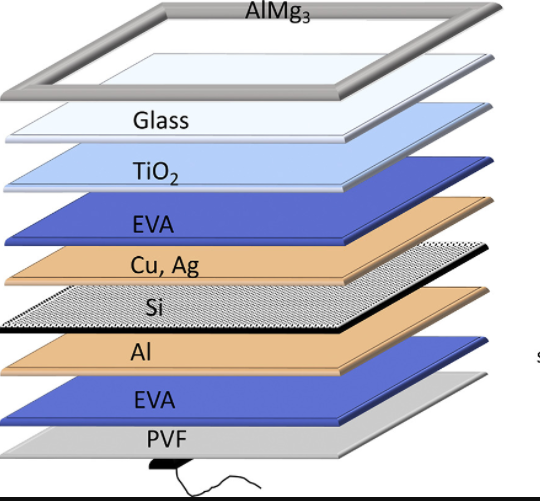 AlMg₃
Glass
TiO₂
EVA
Cu, Ag
Si
Al
EVA
PVF
s